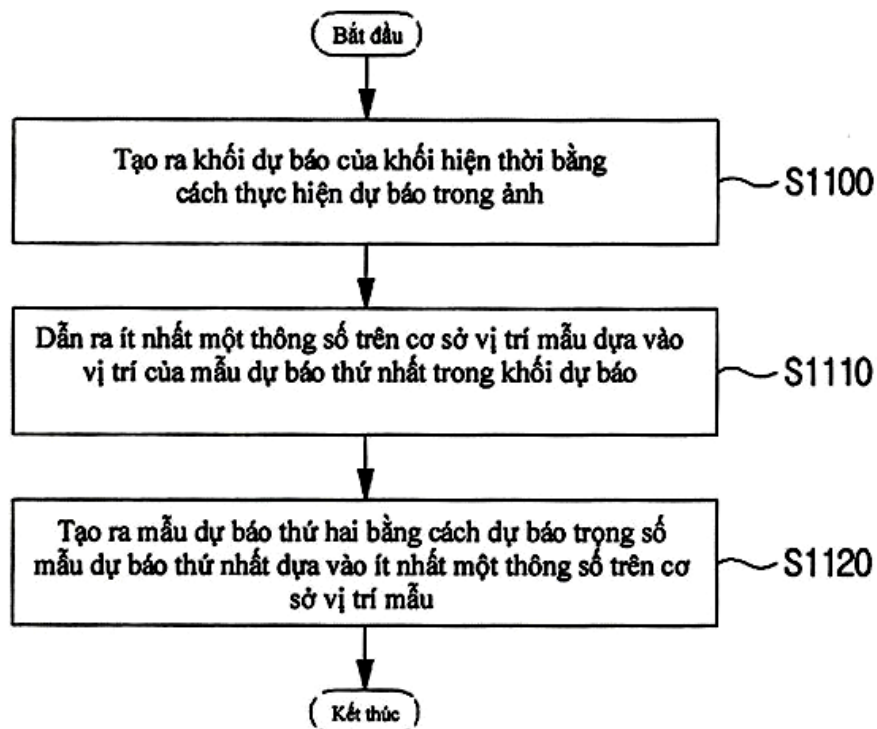 Bắt đầu
Tạo ra khối dự báo của khối hiện thời bằng
cách thực hiện dự báo trong ảnh
S1100
Dẫn ra ít nhất một thông số trên cơ sở vị trí mẫu dựa vào
vị trí của mẫu dự báo thứ nhất trong khối dự báo
S1110
Tạo ra mẫu dự báo thứ hai bằng cách dự báo trọng số
mẫu dự báo thứ nhất dựa vào ít nhất một thông số trên cơ
sở vị trí mẫu
S1120
Kết thúc